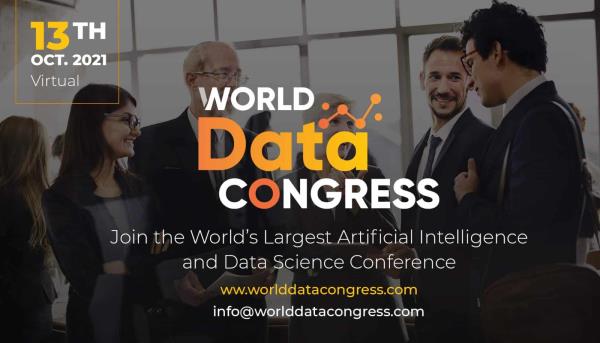 13TH
OCT. 2021
Virtual
WORLD
Data
CONGRESS
Join the World's Largest Artificial Intelligence
and Data Science Conference
ww.worlddatacongress.com
info@worlddatacongress.com